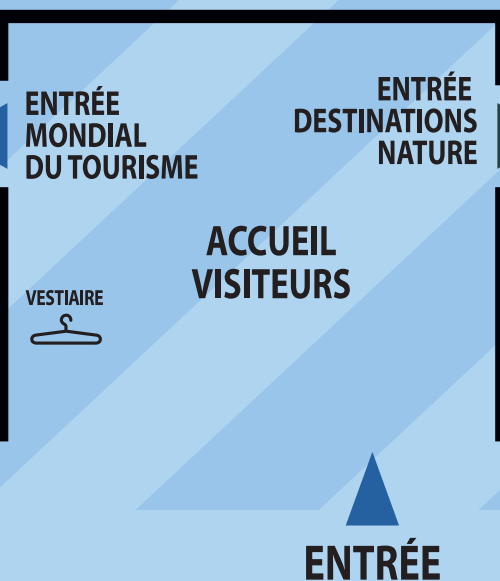 ENTRÉE
MONDIAL
DU TOURISME
ENTRÉE
DESTINATIONS
NATURE
ACCUEIL
VISITEURS
VESTIAIRE
ENTRÉE